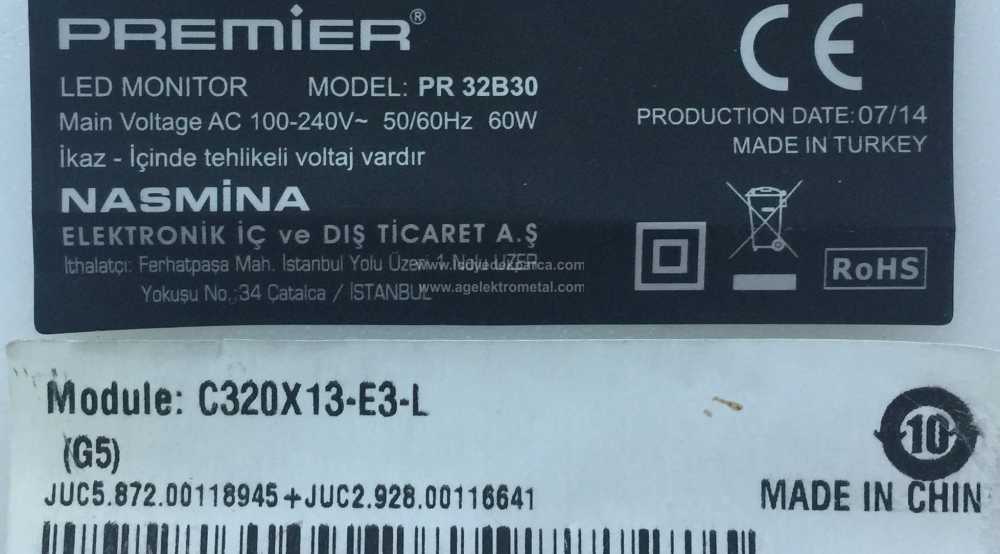 PREMiER®
LED MONITOR MODEL: PR 32B30
Main Voltage AC 100-240V~ 50/60Hz 60W
İkaz - İçinde tehlikeli voltaj vardır
CE
PRODUCTION DATE: 07/14
MADE IN TURKEY
NASMİNA
ELEKTRONİK İÇ ve DIŞ TİCARET A.Ş
İthalatçı: Ferhatpaşa Mah. İstanbul Yolu Üzeri 1 Nolu
Yokuşu No.:34 Çatalca / İSTANBUL
www.agelektrometal.com
RoHS
Module: C320X13-E3-L
(G5)
10
JUC5.872.00118945+JUC2.928.00116641
MADE IN CHIN